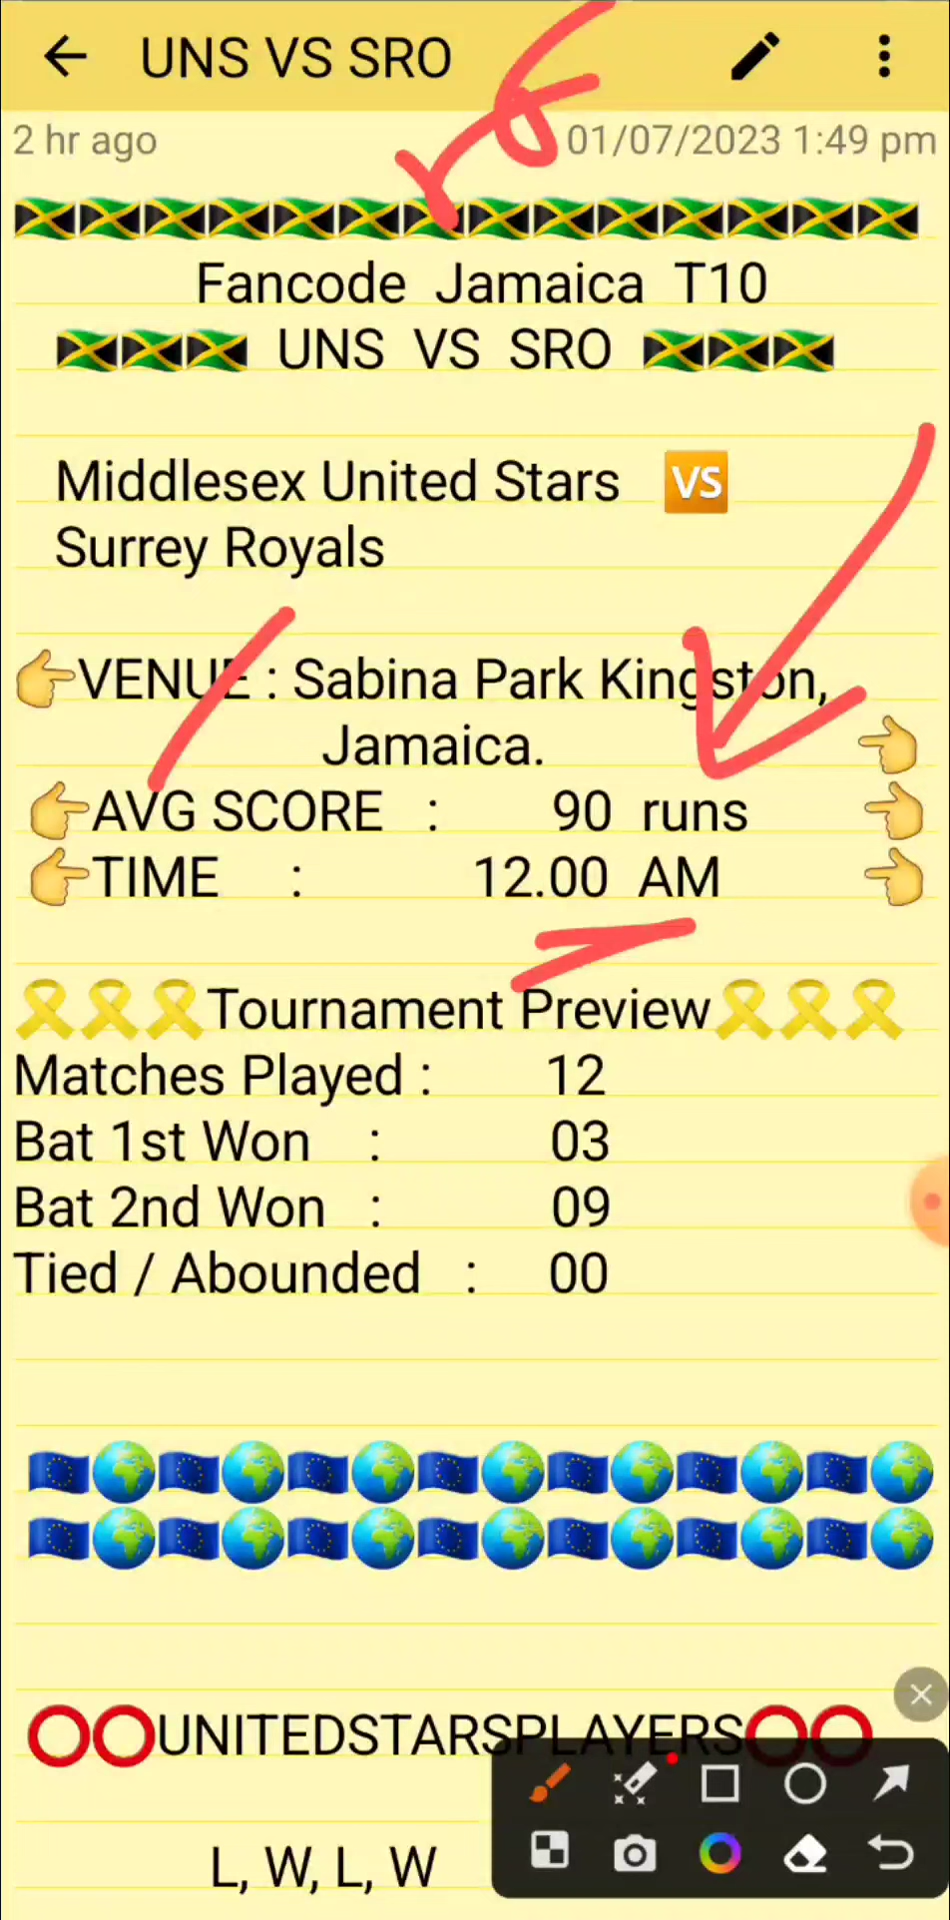 UNS VS SRO
2 hr ago 01/07/2023 1:49 pm
Fancode Jamaica T10
UNS VS SRO
Middlesex United Stars VS
Surrey Royals
VENUE : Sabina Park Kingston,
Jamaica.
AVG SCORE : 90 runs
TIME : 12.00 AM
Tournament Preview
Matches Played : 12
Bat 1st Won : 03
Bat 2nd Won : 09
Tied / Abounded : 00
UNITEDSTARSPLAYERS
L, W, L, W